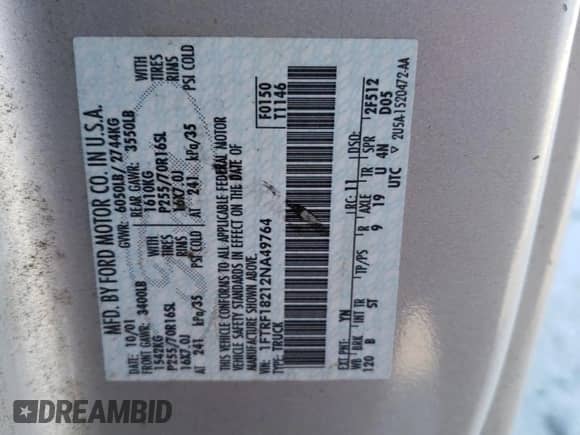 MFD. BY FORD MOTOR CO. IN U.S.A.
DATE: 10/01 GVWR: 6050LB/ 2744KG
FRONT GAWR: 3400LB REAR GAWR: 3550LB
1542KG 1610KG WITH
P255/70R16SL P255/70R16SL TIRES
16X7.0J 16X7.0J RIMS
AT 241 kPa/35 PSI COLD AT 241 kPa/35 PSI COLD
THIS VEHICLE CONFORMS TO ALL APPLICABLE FEDERAL MOTOR
VEHICLE SAFETY STANDARDS IN EFFECT ON THE DATE OF
MANUFACTURE SHOWN ABOVE.
VIN: 1FTRF18212NA49764 F0150
TYPE: TRUCK T1146
EXT PNT: YN RC: 11 DSO:
WB BRK INT TR TP/PS R AXLE TR SPR 2F512
120 B ST 9 19 U 4N D05
UTC ▽ 2U5A-1520472-AA
DREAMBID